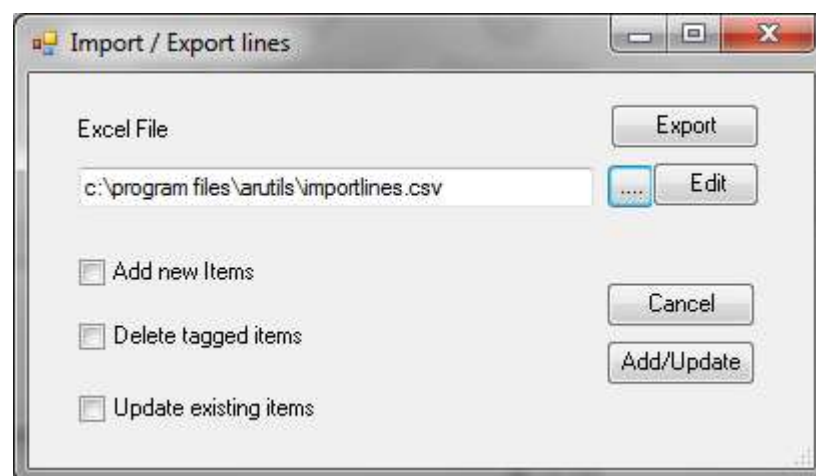 Import / Export lines
Excel File
Export
c:\program files\arutils\importlines.csv
....
Edit
Add new Items
Cancel
Delete tagged items
Add/Update
Update existing items